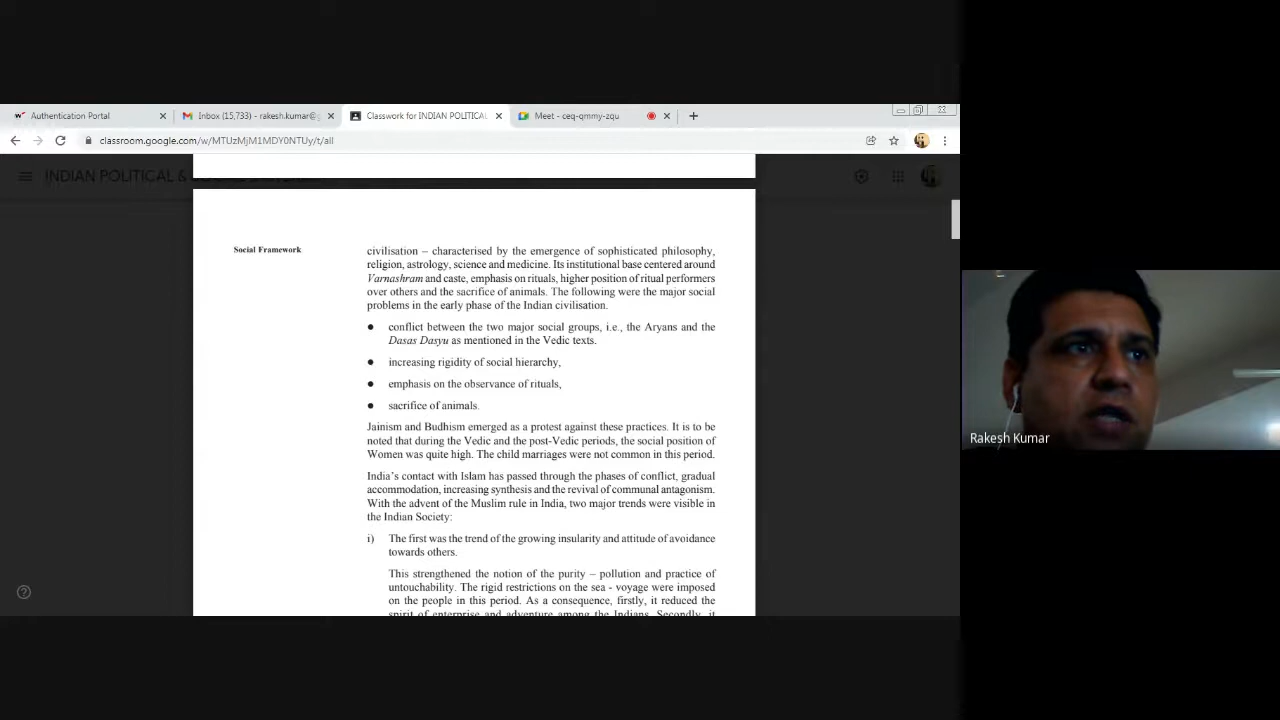 Authentication Portal
Inbox (15,733) - rakesh.kumar@g
Classwork for INDIAN POLITICAL
Meet - ceq-qmmy-zqu
classroom.google.com/w/MTUzMjM1MDY0NTUy/t/all
INDIAN POLITICAL &
Social Framework
civilisation – characterised by the emergence of sophisticated philosophy,
religion, astrology, science and medicine. Its institutional base centered around
Varnashram and caste, emphasis on rituals, higher position of ritual performers
over others and the sacrifice of animals. The following were the major social
problems in the early phase of the Indian civilisation.
● conflict between the two major social groups, i.e., the Aryans and the
Dasas Dasyu as mentioned in the Vedic texts.
● increasing rigidity of social hierarchy,
● emphasis on the observance of rituals,
● sacrifice of animals.
Jainism and Budhism emerged as a protest against these practices. It is to be
noted that during the Vedic and the post-Vedic periods, the social position of
Women was quite high. The child marriages were not common in this period.
India's contact with Islam has passed through the phases of conflict, gradual
accommodation, increasing synthesis and the revival of communal antagonism.
With the advent of the Muslim rule in India, two major trends were visible in
the Indian Society:
i) The first was the trend of the growing insularity and attitude of avoidance
towards others.
This strengthened the notion of the purity – pollution and practice of
untouchability. The rigid restrictions on the sea - voyage were imposed
on the people in this period. As a consequence, firstly, it reduced the
spirit of enterprise and adventure among the Indians. Secondly, it
Rakesh Kumar